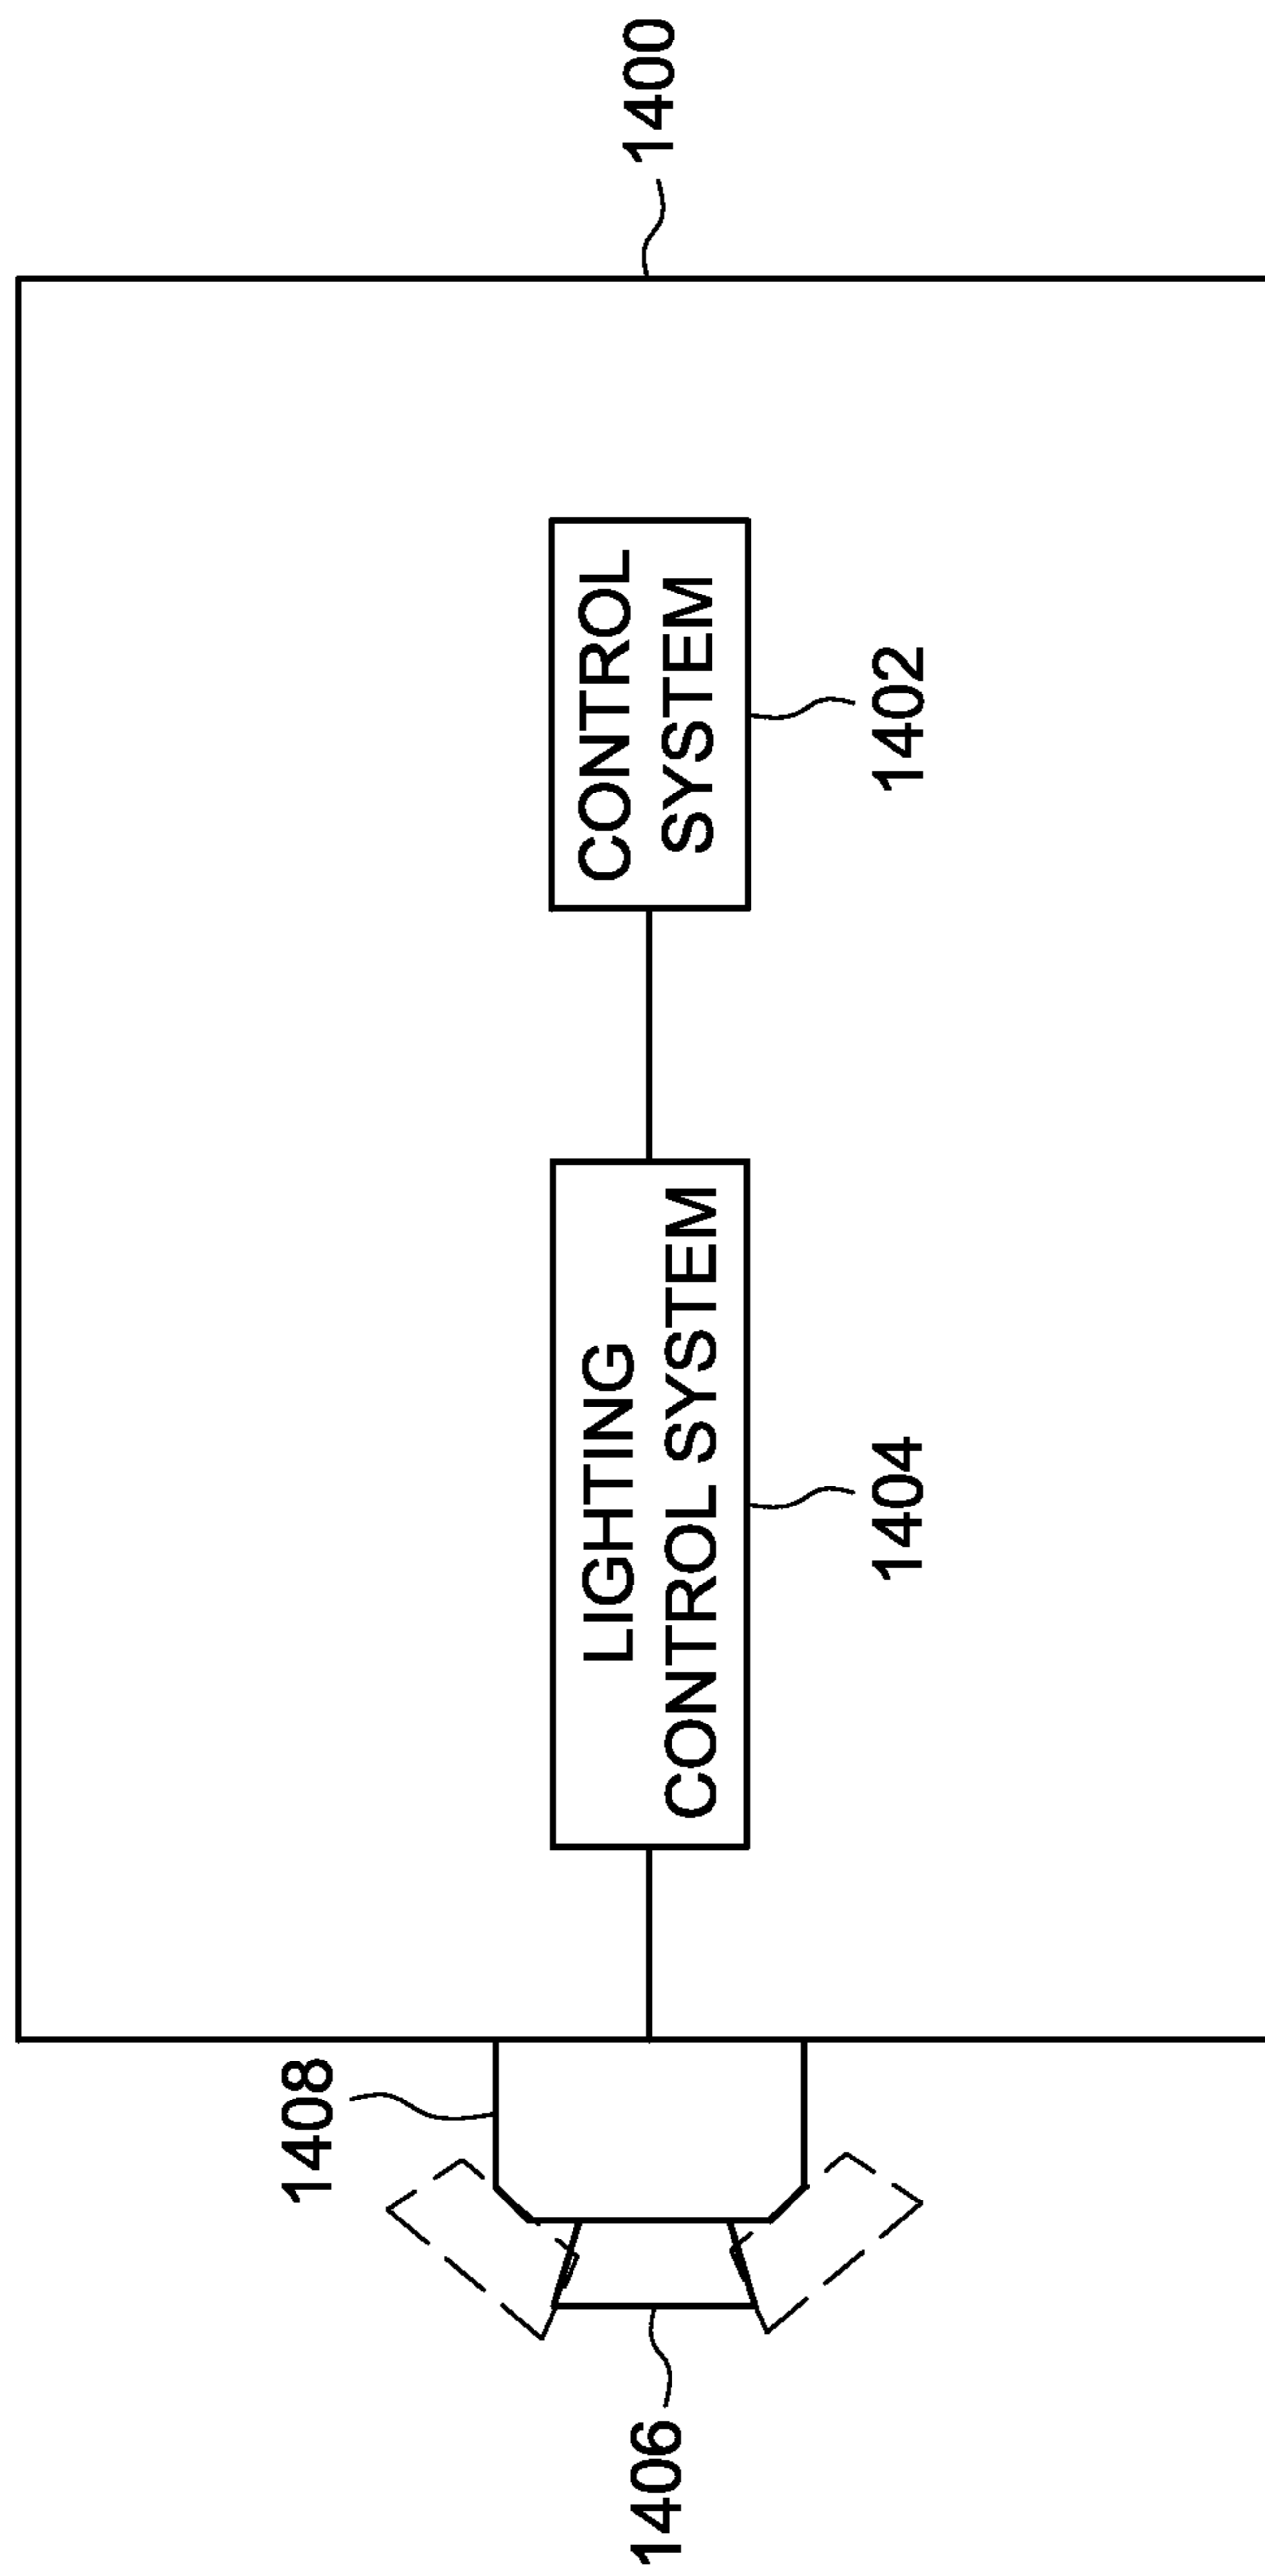 1400
CONTROL
SYSTEM
1402
LIGHTING
CONTROL SYSTEM
1404
1408
1406